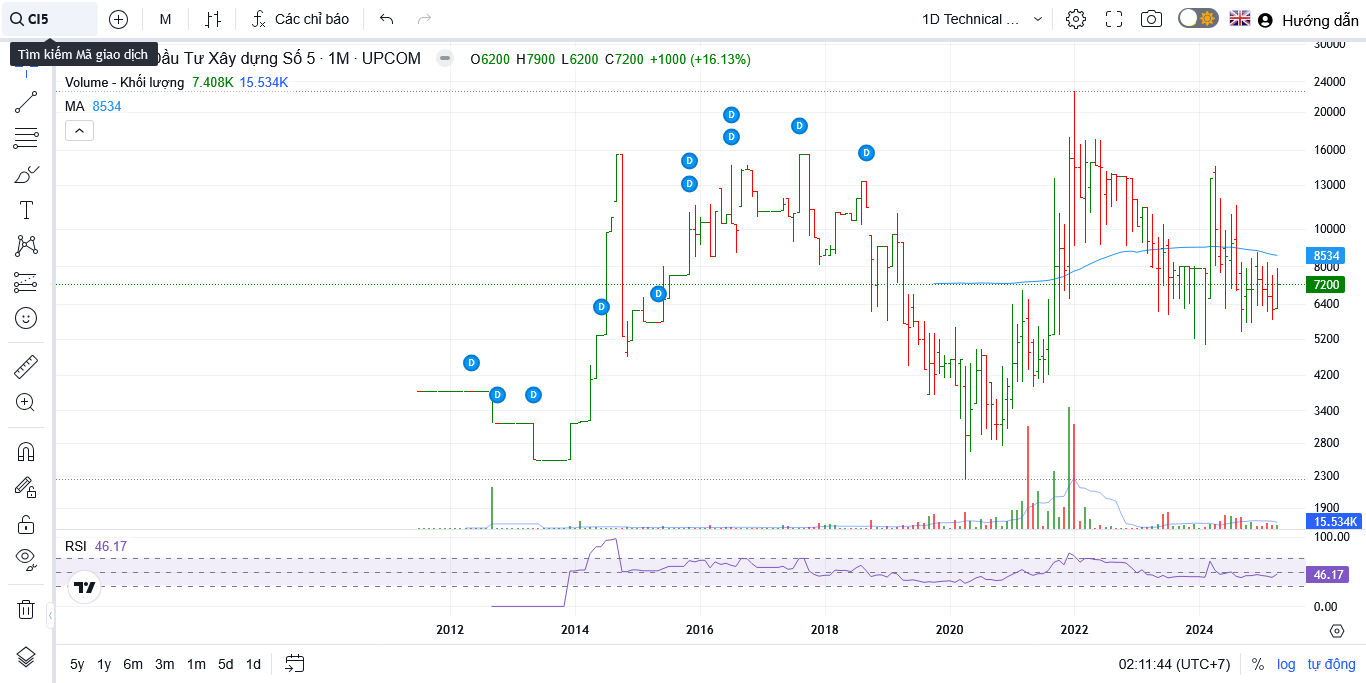 CI5
M
Các chỉ báo
1D Technical ...
Hướng dẫn
Tìm kiếm Mã giao dịch
Đầu Tư Xây dựng Số 5 · 1M · UPCOM
O6200 H7900 L6200 C7200 +1000 (+16.13%)
Volume - Khối lượng 7.408K 15.534K
MA 8534
D
D
D
D
D
D
D
D
D
D
D
30000
24000
20000
16000
13000
10000
8534
8000
7200
6400
5200
4200
3400
2800
2300
1900
15.534K
RSI 46.17
100.00
46.17
0.00
2012 2014 2016 2018 2020 2022 2024
5y 1y 6m 3m 1m 5d 1d
02:11:44 (UTC+7)
% log tự động